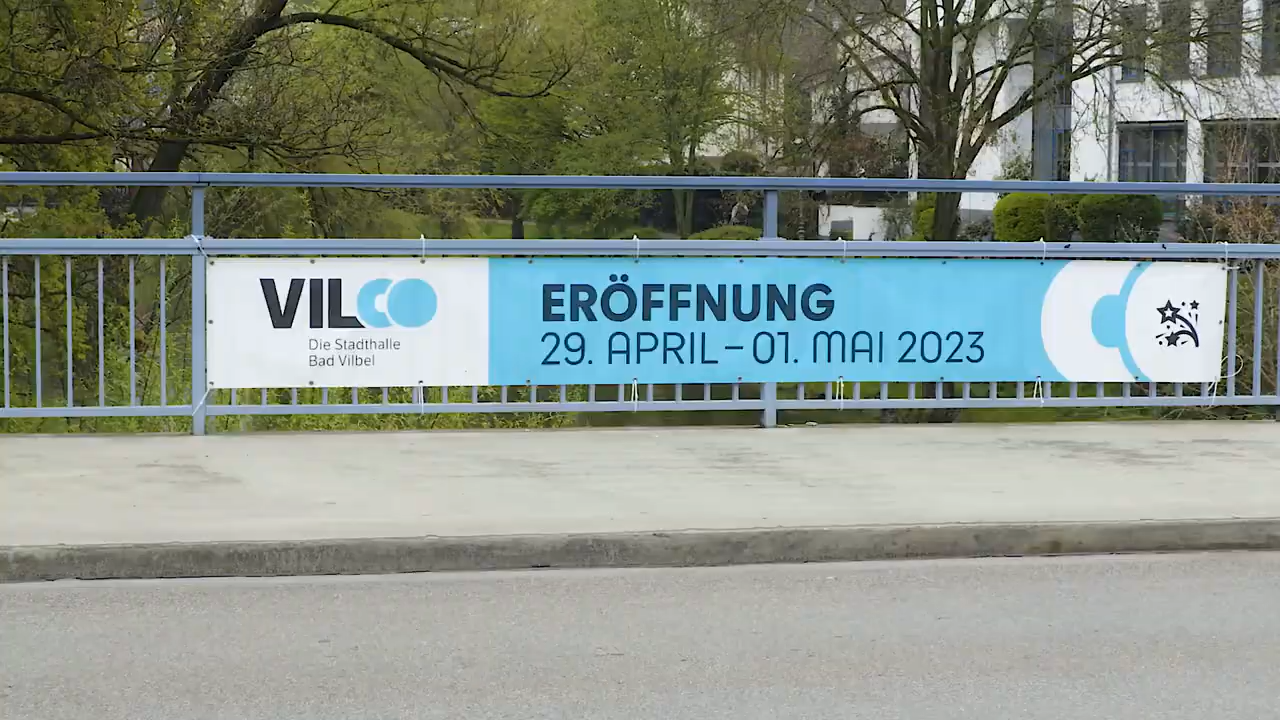 VILCO
Die Stadthalle
Bad Vilbel
ERÖFFNUNG
29. APRIL – 01. MAI 2023